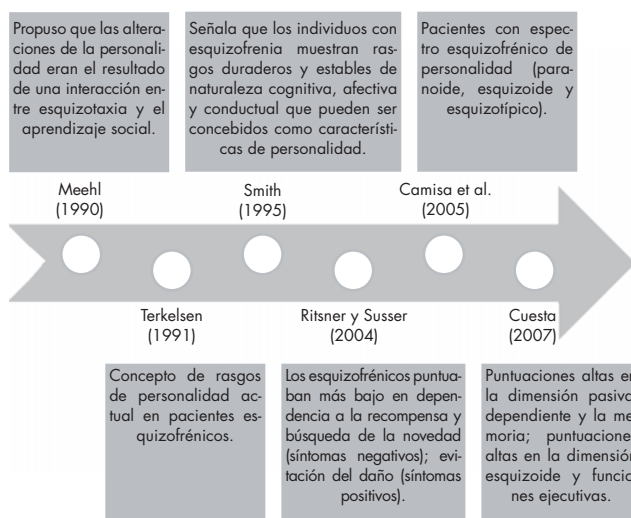 Propuso que las altera-
ciones de la personali-
dad eran el resultado
de una interacción en-
tre esquizotaxia y el
aprendizaje social.
Señala que los individuos con
esquizofrenia muestran ras-
gos duraderos y estables de
naturaleza cognitiva, afectiva
y conductual que pueden ser
concebidos como característi-
cas de personalidad.
Pacientes con espec-
tro esquizofrénico de
personalidad (para-
noide, esquizoide y
esquizotípico).
Meehl
(1990)
Smith
(1995)
Camisa et al.
(2005)
Terkelsen
(1991)
Ritsner y Susser
(2004)
Cuesta
(2007)
Concepto de rasgos
de personalidad ac-
tual en pacientes es-
quizofrénicos.
Los esquizofrénicos puntua-
ban más bajo en depen-
dencia a la recompensa y
búsqueda de la novedad
(síntomas negativos); evi-
tación del daño (síntomas
positivos).
Puntuaciones altas en
la dimensión pasiva
dependiente y la me
moria; puntuacione
altas en la dimensión
esquizoide y funcio
nes ejecutivas.